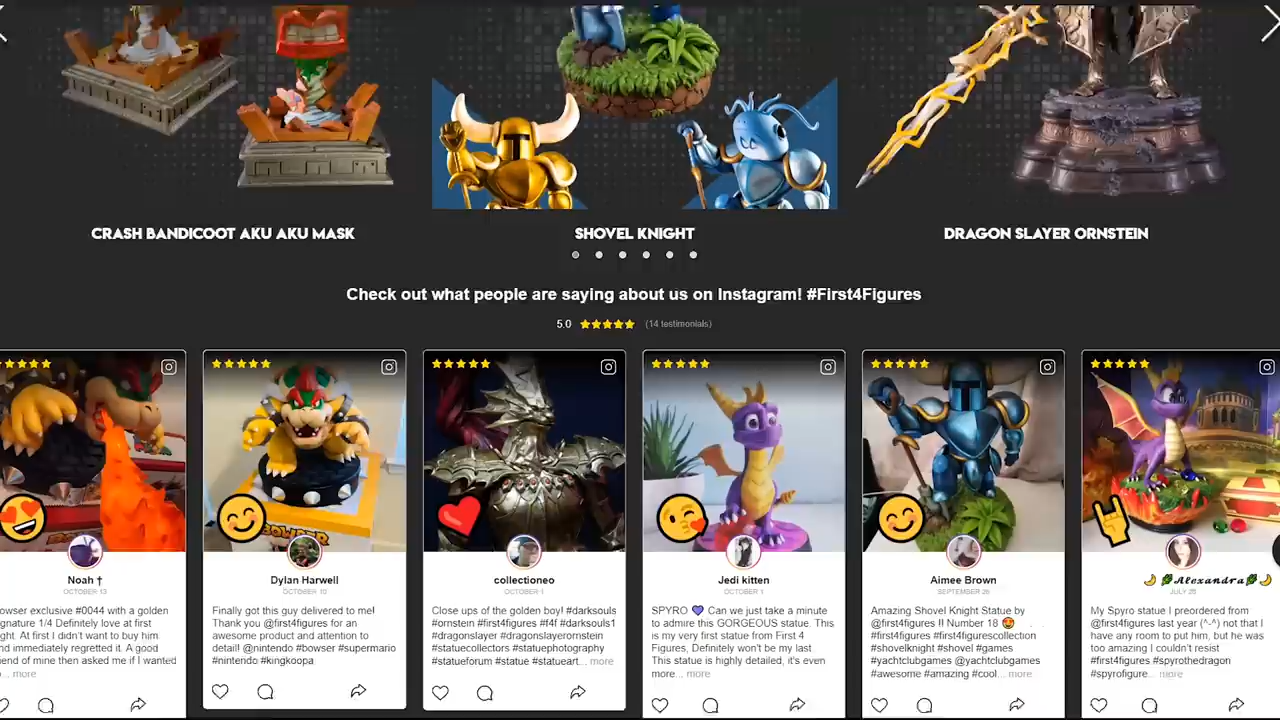 CRASH BANDICOOT AKU AKU MASK
SHOVEL KNIGHT
DRAGON SLAYER ORNSTEIN
Check out what people are saying about us on Instagram! #First4Figures
5.0
(14 testimonials)
Noah †
OCTOBER 13
owser exclusive #0044 with a golden
gnature 1/4 Definitely love at first
ght. At first I didn't want to buy him
nd immediately regretted it. A good
end of mine then asked me if I wanted
... more
BOWSER
Dylan Harwell
OCTOBER 10
Finally got this guy delivered to me!
Thank you @first4figures for an
awesome product and attention to
detail! @nintendo #bowser #supermario
#nintendo #kingkoopa
collectioneo
OCTOBER 1
Close ups of the golden boy! #darksouls
#ornstein #first4figures #f4f #darksouls1
#dragonslayer #dragonslayerornstein
#statuecollectors #statuephotography
#statueforum #statue #statueart... more
Jedi kitten
OCTOBER 1
SPYRO 💜 Can we just take a minute
to admire this GORGEOUS statue. This
is my very first statue from First 4
Figures, Definitely won't be my last
This statue is highly detailed, it's even
more... more
Aimee Brown
SEPTEMBER 26
Amazing Shovel Knight Statue by
@first4figures !! Number 18 😍
#first4figures #first4figurescollection
#shovelknight #shovel #games
#yachtclubgames @yachtclubgames
#awesome #amazing #cool... more
🌙🌿𝓐𝓵𝓮𝔁𝓪𝓷𝓭𝓻𝓪🌿🌙
JULY 25
My Spyro statue I preordered from
@first4figures last year (^-^) not that I
have any room to put him, but he was
too amazing I couldn't resist
#first4figures #spyrothedragon
#spyrofigure... more